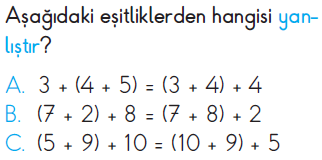 Aşağıdaki eşitliklerden hangisi yan-
lıştır?
A. 3 + (4 + 5) = (3 + 4) + 4
B. (7 + 2) + 8 = (7 + 8) + 2
C. (5 + 9) + 10 = (10 + 9) + 5